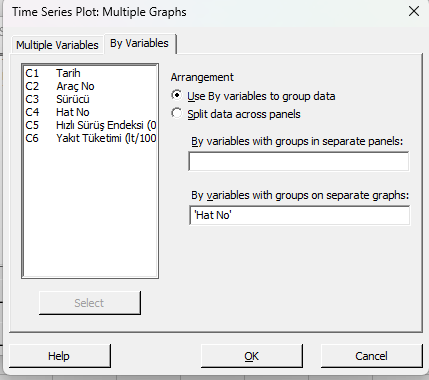 Time Series Plot: Multiple Graphs
Multiple Variables
By Variables
C1 Tarih
C2 Araç No
C3 Sürücü
C4 Hat No
C5 Hızlı Sürüş Endeksi (0
C6 Yakıt Tüketimi (lt/100
Arrangement
Use By variables to group data
Split data across panels
By variables with groups in separate panels:
By variables with groups on separate graphs:
'Hat No'
Select
Help
OK
Cancel